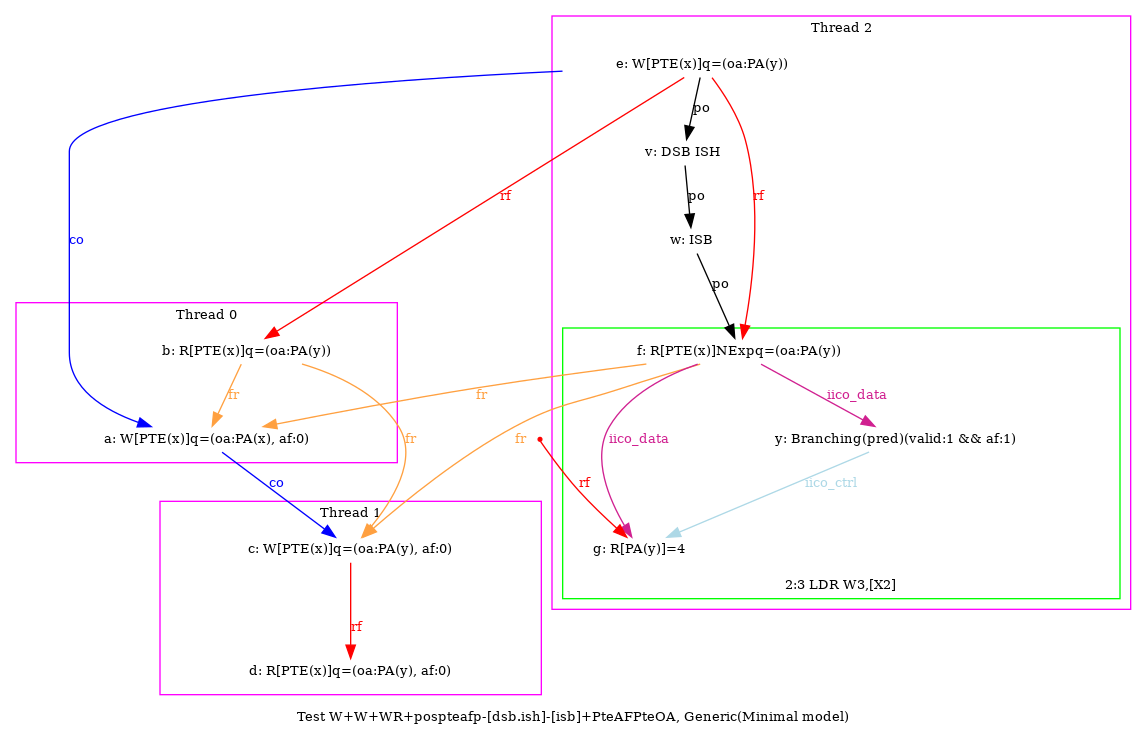 Thread 2
e: W[PTE(x)]q=(oa:PA(y))
po
v: DSB ISH
rf
po
rf
co
w: ISB
po
Thread 0
b: R[PTE(x)]q=(oa:PA(y))
f: R[PTE(x)]NExpq=(oa:PA(y))
fr
fr
iico_data
a: W[PTE(x)]q=(oa:PA(x), af:0)
fr
fr
iico_data
y: Branching(pred)(valid:1 && af:1)
co
rf
iico_ctrl
Thread 1
c: W[PTE(x)]q=(oa:PA(y), af:0)
g: R[PA(y)]=4
2:3 LDR W3,[X2]
rf
d: R[PTE(x)]q=(oa:PA(y), af:0)
Test W+W+WR+pospteafp-[dsb.ish]-[isb]+PteAFPteOA, Generic(Minimal model)